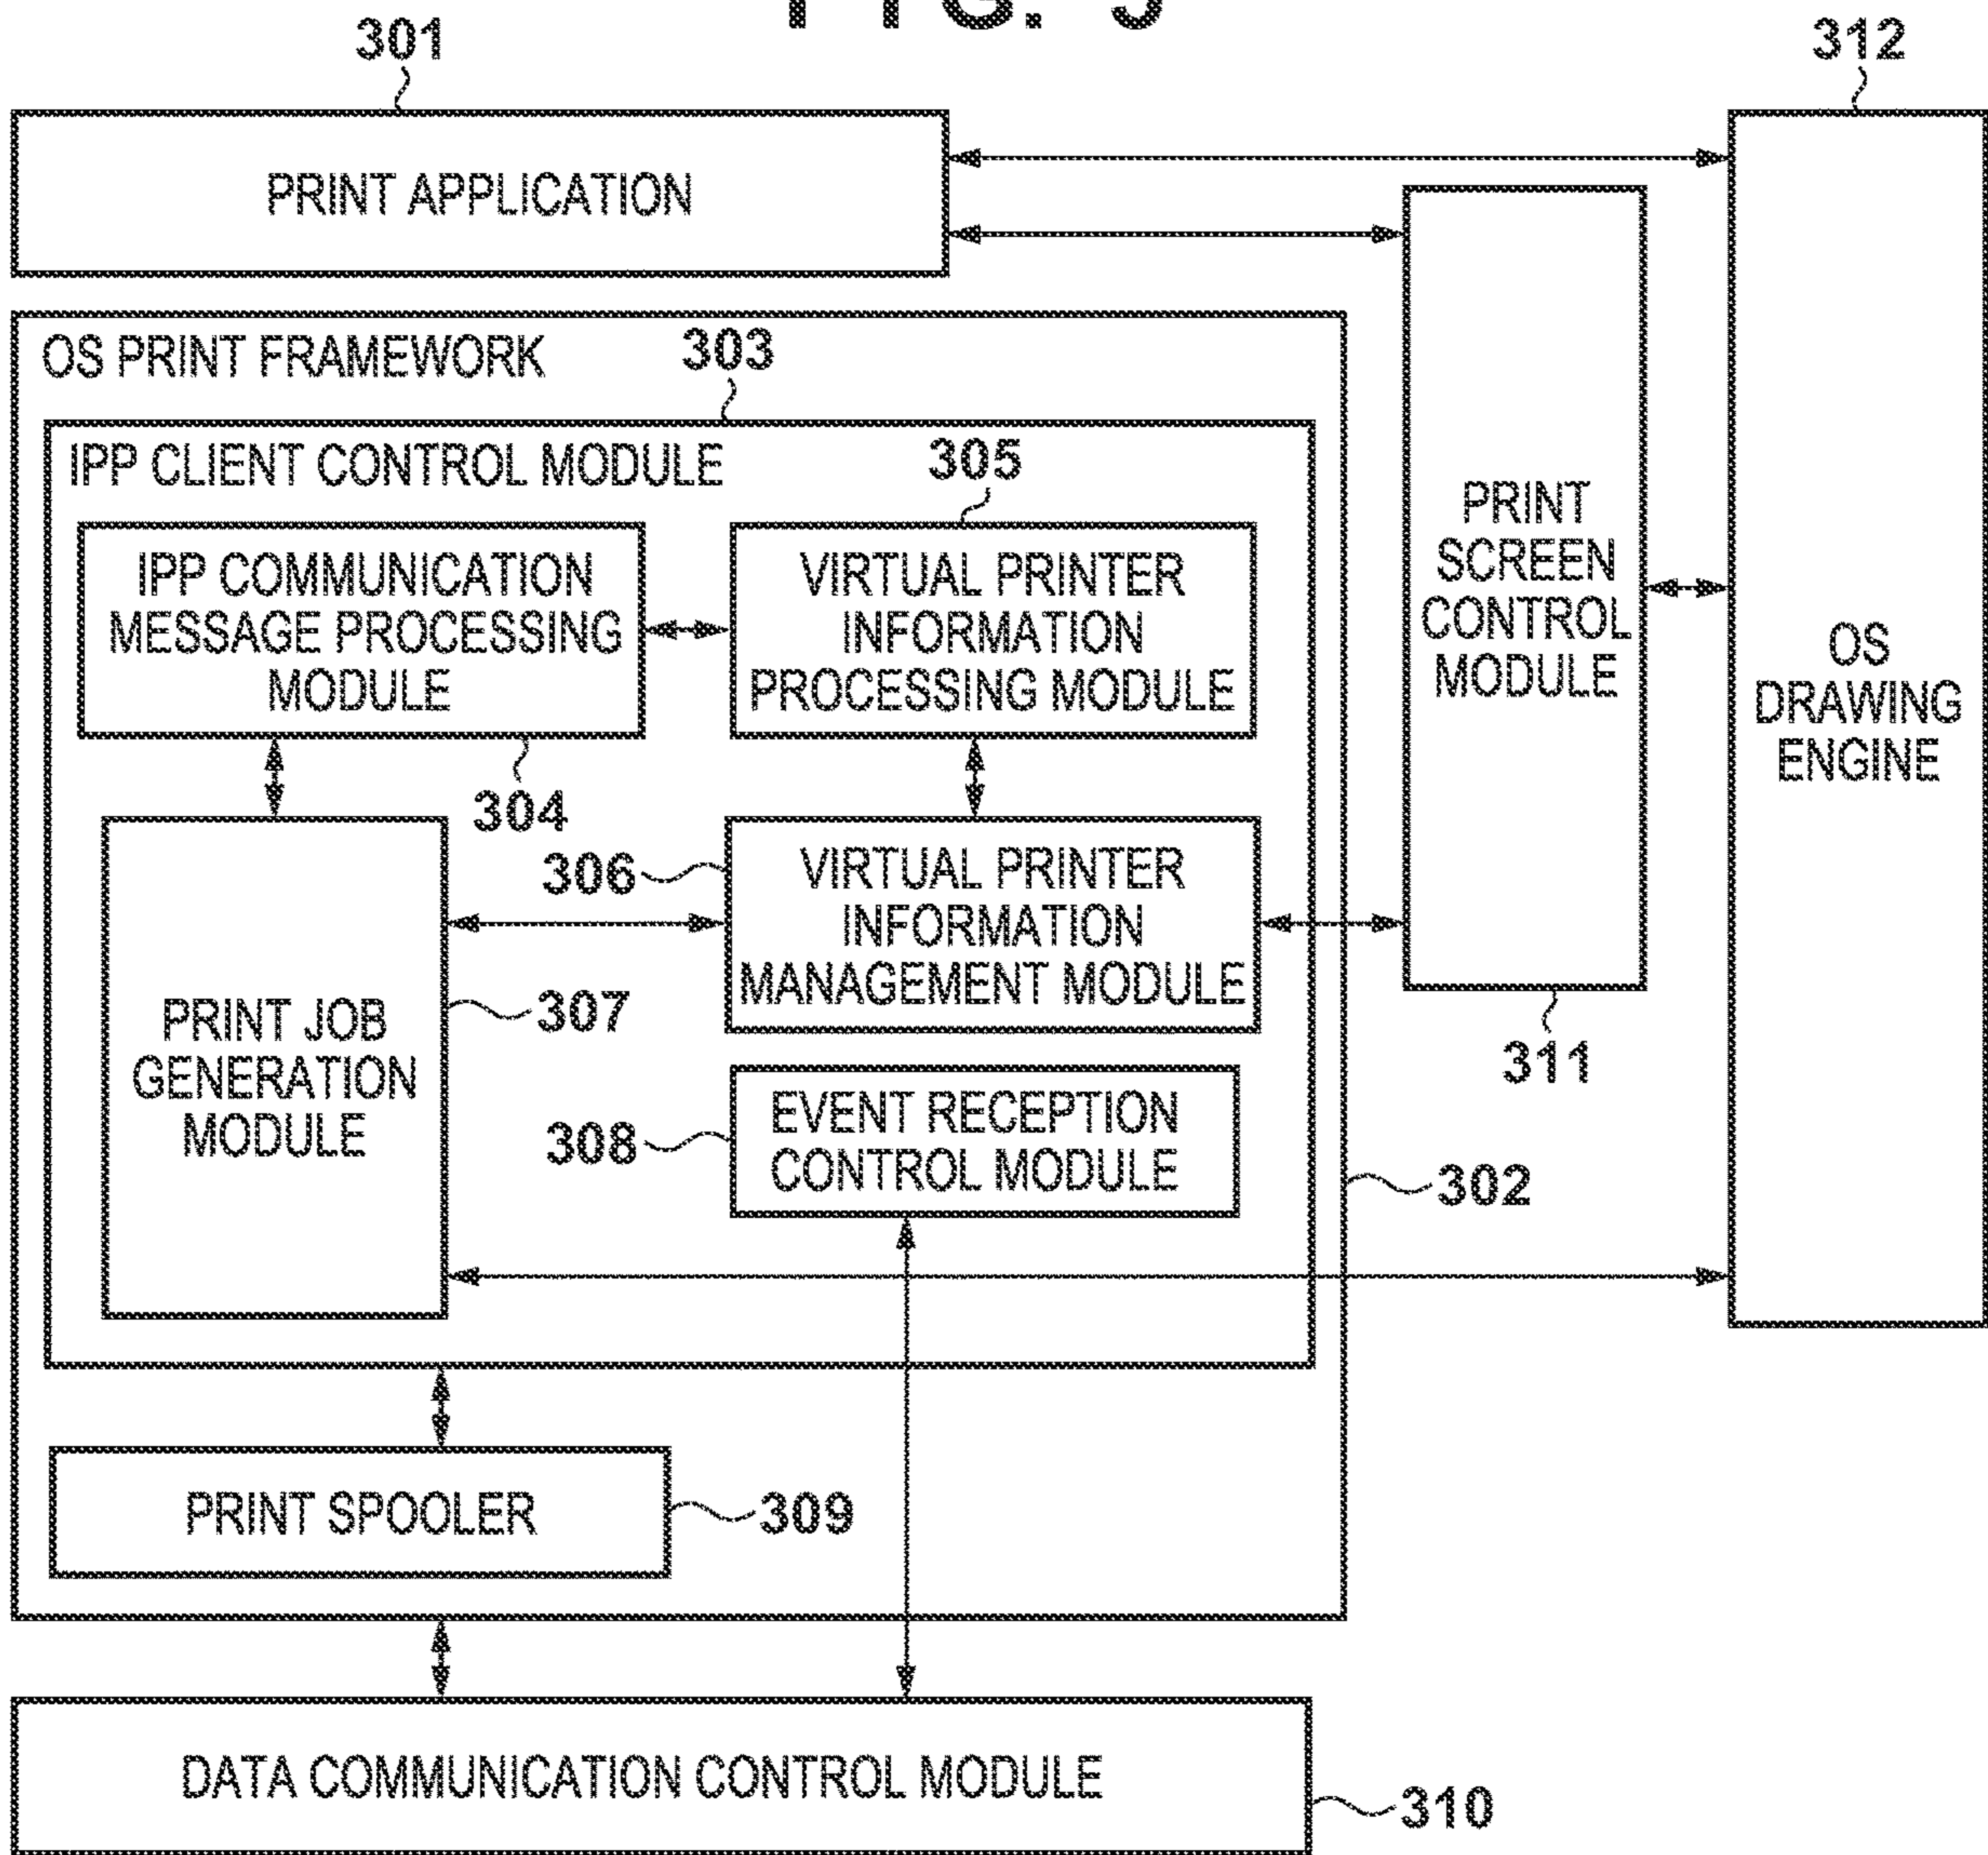 FIG. 3
301
312
PRINT APPLICATION
OS PRINT FRAMEWORK
303
IPP CLIENT CONTROL MODULE
305
IPP COMMUNICATION
MESSAGE PROCESSING
MODULE
VIRTUAL PRINTER
INFORMATION
PROCESSING MODULE
PRINT
SCREEN
CONTROL
MODULE
OS
DRAWING
ENGINE
304
306
VIRTUAL PRINTER
INFORMATION
MANAGEMENT MODULE
PRINT JOB
GENERATION
MODULE
307
311
308
EVENT RECEPTION
CONTROL MODULE
302
PRINT SPOOLER
309
DATA COMMUNICATION CONTROL MODULE
310